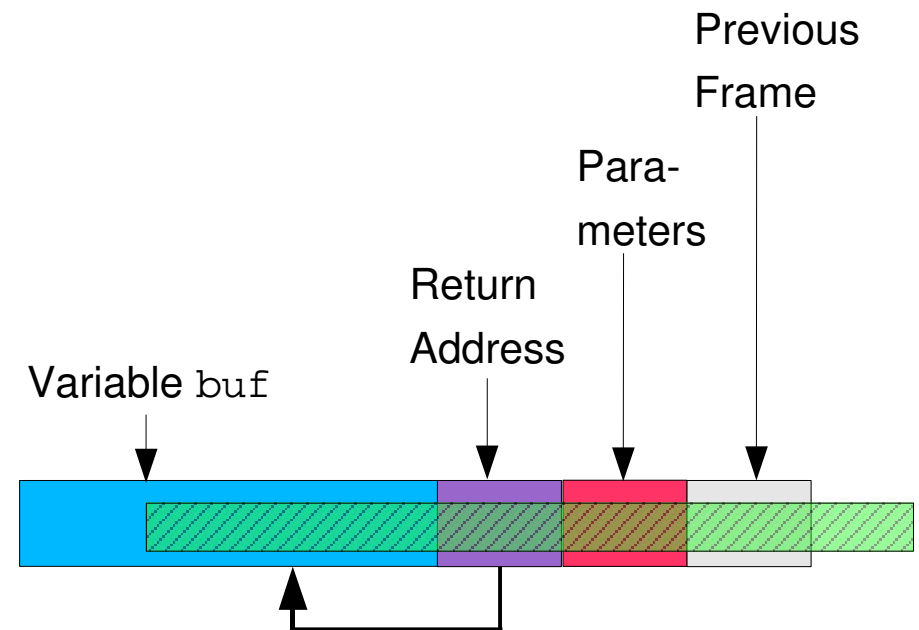 Previous
Frame
Para-
meters
Return
Address
Variable buf